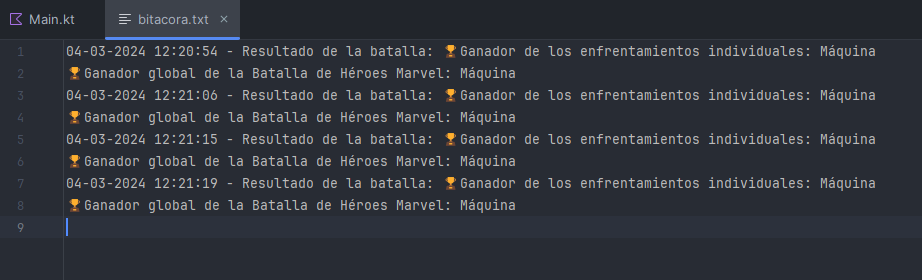 Main.kt bitacora.txt
1 04-03-2024 12:20:54 - Resultado de la batalla: 🏆Ganador de los enfrentamientos individuales: Máquina
2 🏆Ganador global de la Batalla de Héroes Marvel: Máquina
3 04-03-2024 12:21:06 - Resultado de la batalla: 🏆Ganador de los enfrentamientos individuales: Máquina
4 🏆Ganador global de la Batalla de Héroes Marvel: Máquina
5 04-03-2024 12:21:15 - Resultado de la batalla: 🏆Ganador de los enfrentamientos individuales: Máquina
6 🏆Ganador global de la Batalla de Héroes Marvel: Máquina
7 04-03-2024 12:21:19 - Resultado de la batalla: 🏆Ganador de los enfrentamientos individuales: Máquina
8 🏆Ganador global de la Batalla de Héroes Marvel: Máquina
9